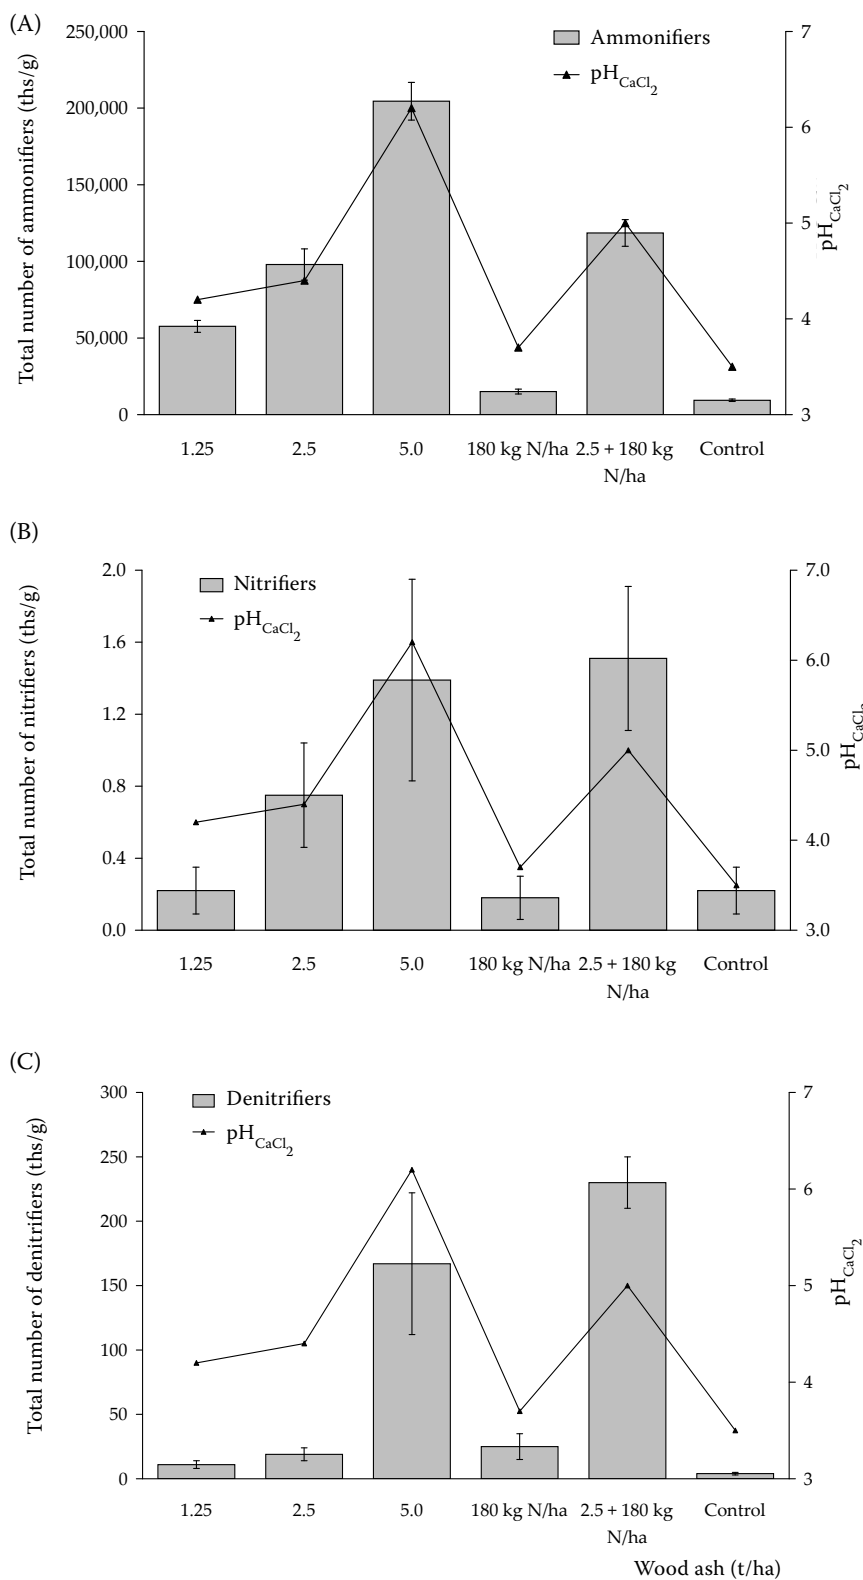 (A)
Total number of ammonifiers (ths/g)
250,000
200,000
150,000
100,000
50,000
0
Ammonifiers
pHCaCl2
7
6
5
4
3
pHCaCl2
1.25 2.5 5.0 180 kg N/ha 2.5 + 180 kg Control
N/ha
(B)
Total number of nitrifiers (ths/g)
2.0
1.6
1.2
0.8
0.4
0.0
Nitrifiers
pHCaCl2
7.0
6.0
5.0
4.0
3.0
pHCaCl2
1.25 2.5 5.0 180 kg N/ha 2.5 + 180 kg Control
N/ha
(C)
Total number of denitrifiers (ths/g)
300
250
200
150
100
50
0
Denitrifiers
pHCaCl2
7
6
5
4
3
pHCaCl2
1.25 2.5 5.0 180 kg N/ha 2.5 + 180 kg Control
N/ha
Wood ash (t/ha)